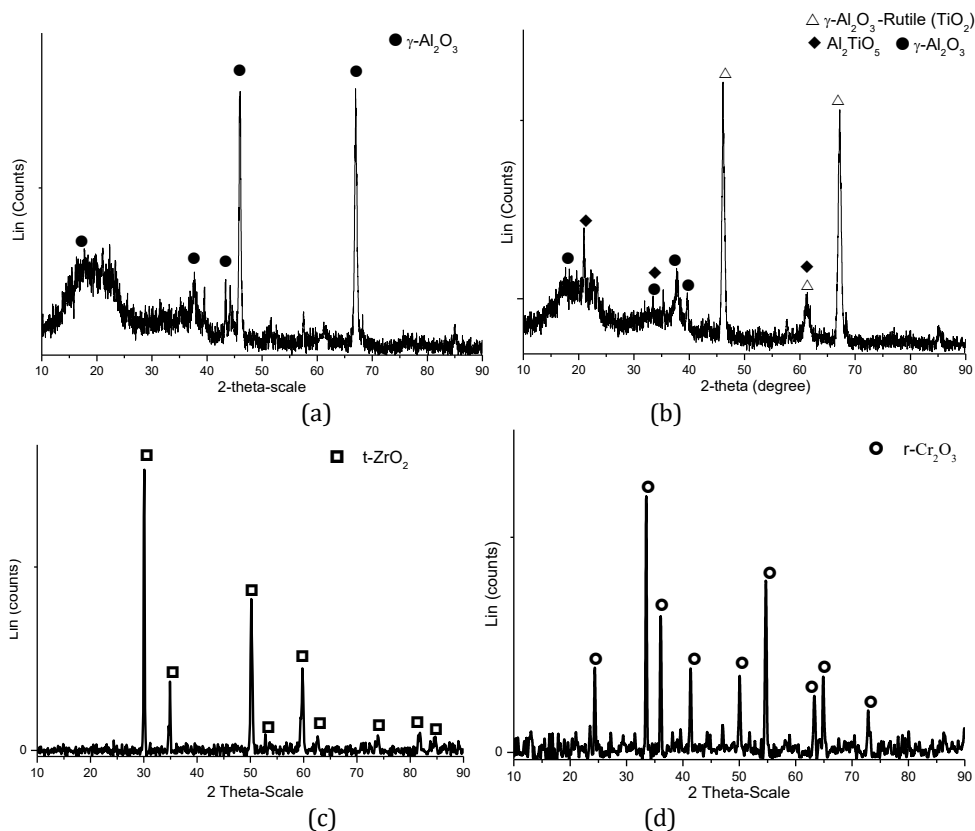 ● γ-Al₂O₃
Lin (Counts)
10 20 30 40 50 60 70 80 90
2-theta-scale
(a)
△ γ-Al₂O₃-Rutile (TiO₂)
◆ Al₂TiO₅ ● γ-Al₂O₃
Lin (Counts)
10 20 30 40 50 60 70 80 90
2-theta (degree)
(b)
t-ZrO₂
Lin (counts)
0
10 20 30 40 50 60 70 80 90
2 Theta-Scale
(c)
r-Cr₂O₃
Lin (counts)
0
10 20 30 40 50 60 70 80 90
2 Theta-Scale
(d)